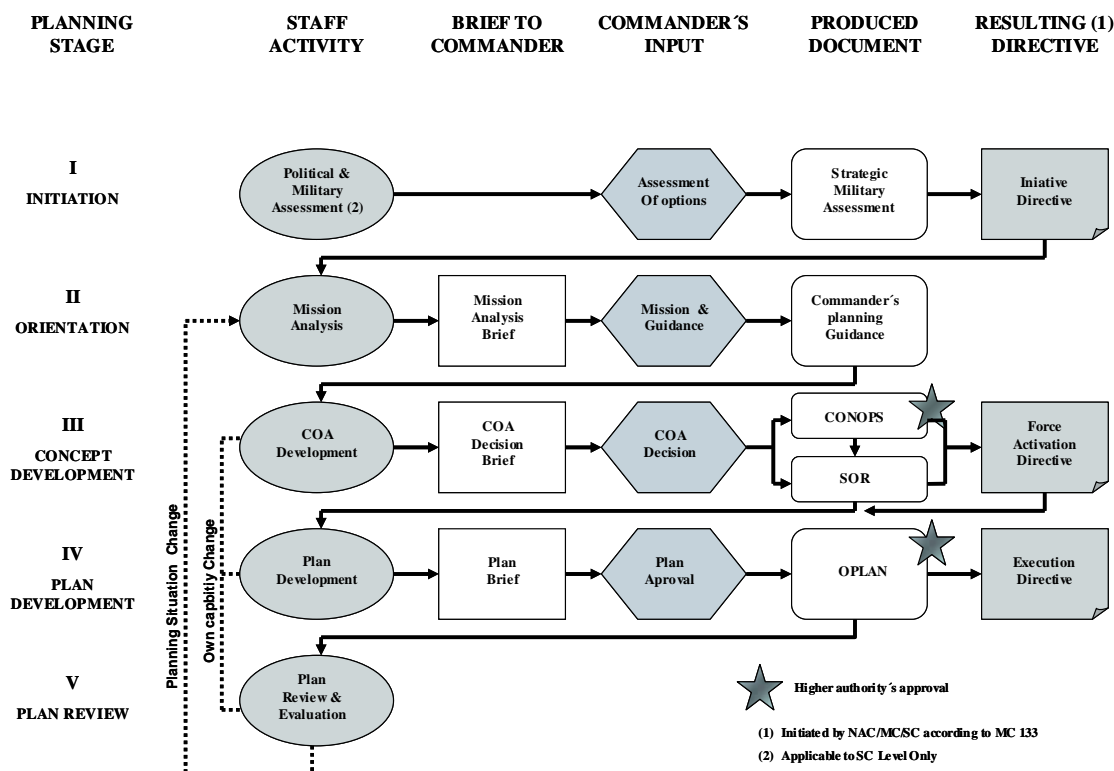 PLANNING
STAGE
STAFF
ACTIVITY
BRIEF TO
COMMANDER
COMMANDER´S
INPUT
PRODUCED
DOCUMENT
RESULTING (1)
DIRECTIVE
I
INITIATION
Political &
Military
Assessment (2)
Assessment
Of options
Strategic
Military
Assessment
Iniative
Directive
II
ORIENTATION
Mission
Analysis
Mission
Analysis
Brief
Mission &
Guidance
Commander´s
planning
Guidance
III
CONCEPT
DEVELOPMENT
COA
Development
COA
Decision
Brief
COA
Decision
CONOPS
SOR
Force
Activation
Directive
Planning Situation Change
Own capbitly Change
IV
PLAN
DEVELOPMENT
Plan
Development
Plan
Brief
Plan
Aproval
OPLAN
Execution
Directive
V
PLAN REVIEW
Plan
Review &
Evaluation
Higher authority´s approval
(1) Initiated by NAC/MC/SC according to MC 133
(2) Applicable to SC Level Only